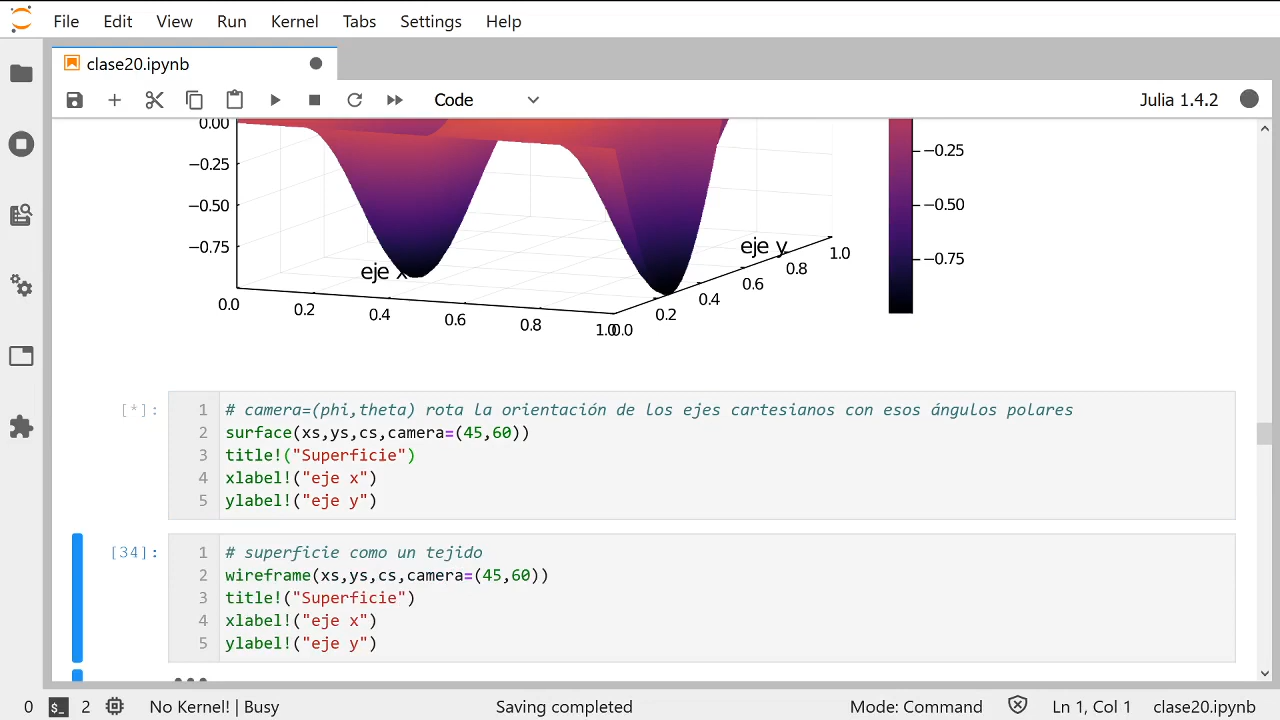 File Edit View Run Kernel Tabs Settings Help
clase20.ipynb
Code
Julia 1.4.2
0.00
−0.25
−0.50
−0.75
eje x
eje y
0.0
0.2
0.4
0.6
0.8
1.0
0.0
0.2
0.4
0.6
0.8
1.0
−0.25
−0.50
−0.75
[*]:
1 # camera=(phi,theta) rota la orientación de los ejes cartesianos con esos ángulos polares
2 surface(xs,ys,cs,camera=(45,60))
3 title!("Superficie")
4 xlabel!("eje x")
5 ylabel!("eje y")
[34]:
1 # superficie como un tejido
2 wireframe(xs,ys,cs,camera=(45,60))
3 title!("Superficie")
4 xlabel!("eje x")
5 ylabel!("eje y")
0 $_ 2 No Kernel! | Busy Saving completed Mode: Command Ln 1, Col 1 clase20.ipynb